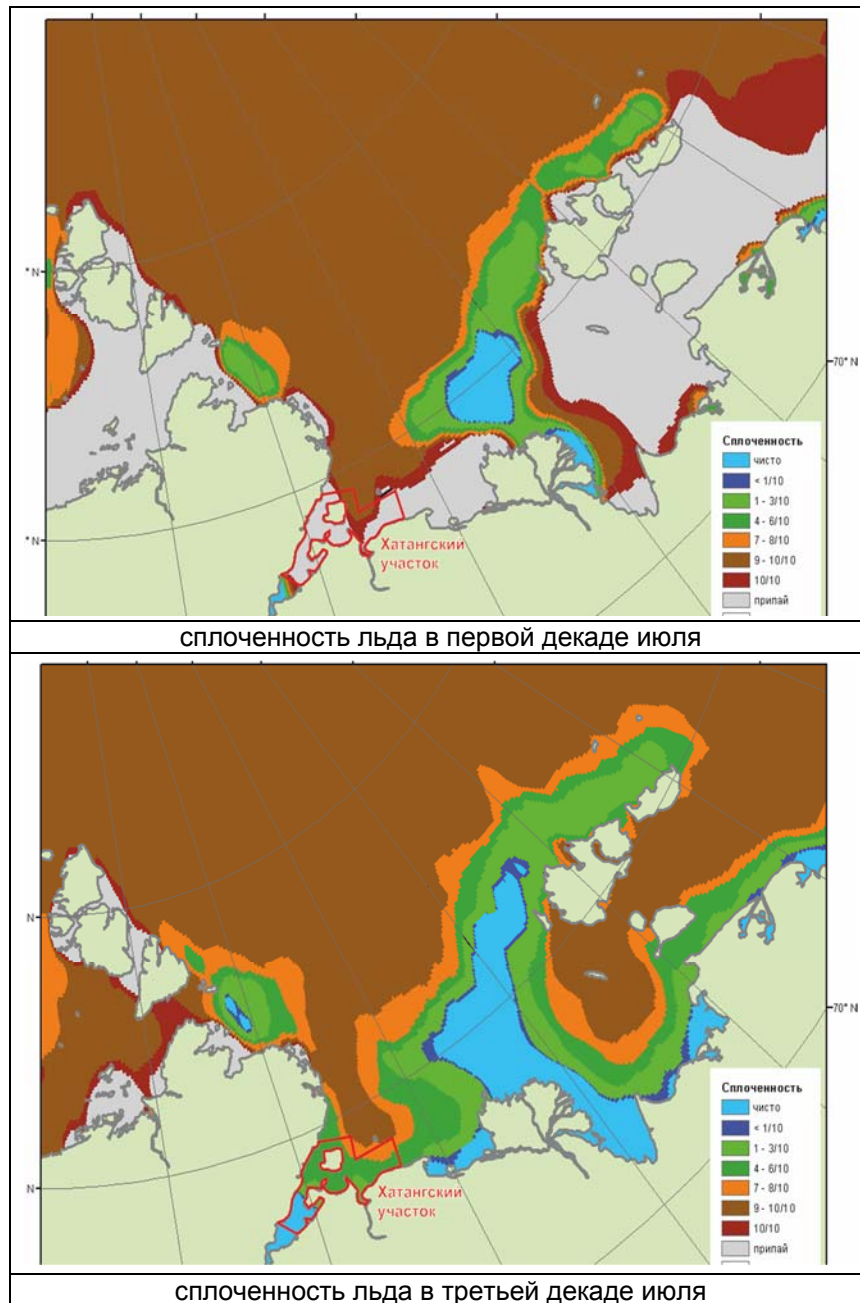 ° N
° N
70° N
Хатангский
участок
Сплоченность
чисто
< 1/10
1 - 3/10
4 - 6/10
7 - 8/10
9 - 10/10
10/10
припай
сплоченность льда в первой декаде июля
N
N
70° N
Хатангский
участок
Сплоченность
чисто
< 1/10
1 - 3/10
4 - 6/10
7 - 8/10
9 - 10/10
10/10
припай
сплоченность льда в третьей декаде июля